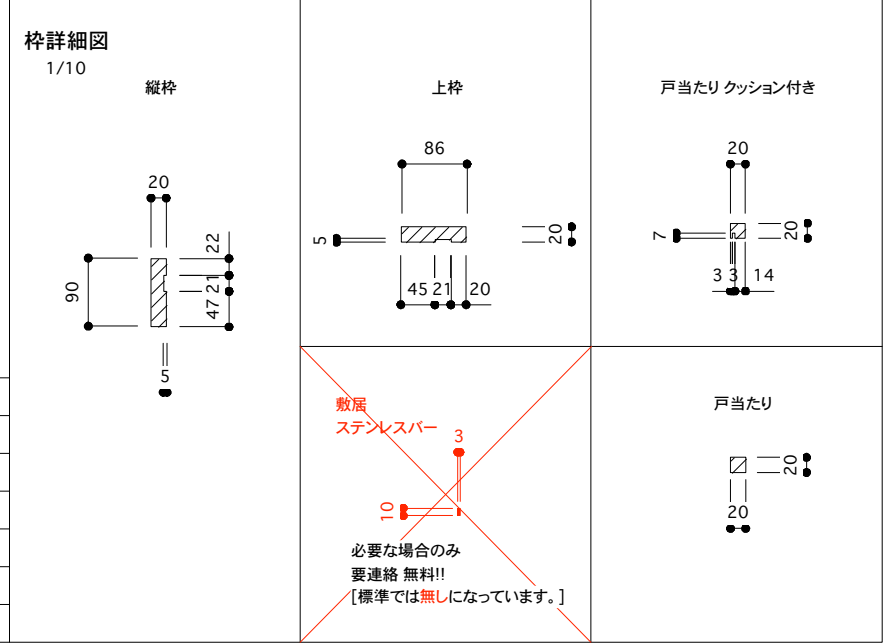 枠詳細図
1/10
縦枠
20
22
21
47
90
5
上枠
86
5
20
45 21 20
戸当たり クッション付き
20
7
20
3 3 14
敷居
ステンレスバー
3
10
必要な場合のみ
要連絡 無料!!
[標準では無しになっています。]
戸当たり
20
20